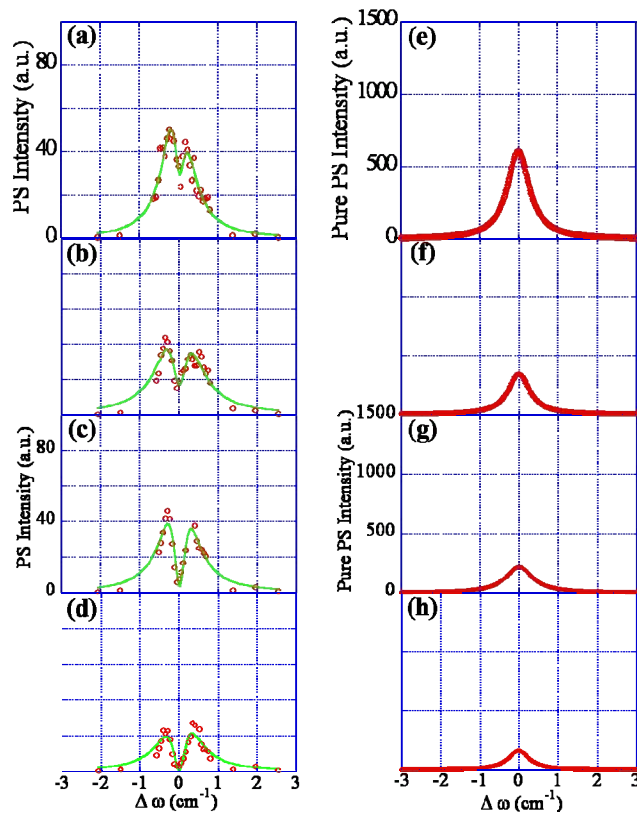 (a)
PS Intensity (a.u.)
80
40
0
(b)
(c)
PS Intensity (a.u.)
80
40
0
(d)
-3 -2 -1 0 1 2 3
Δ ω (cm⁻¹)
(e)
Pure PS Intensity (a.u.)
1500
1000
500
0
(f)
(g)
Pure PS Intensity (a.u.)
1500
1000
500
0
(h)
-3 -2 -1 0 1 2 3
Δ ω (cm⁻¹)